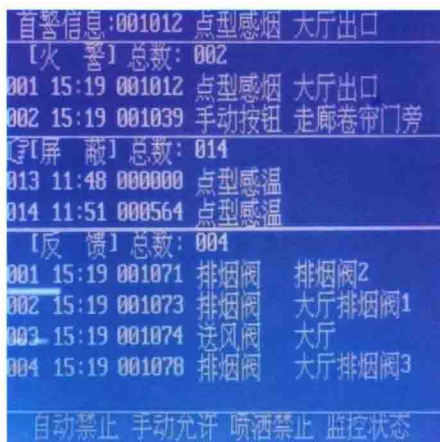 首警信息:001012 点型感烟 大厅出口
[火 警] 总数: 002
001 15:19 001012 点型感烟 大厅出口
002 15:19 001039 手动按钮 走廊卷帘门旁
[屏 蔽] 总数: 014
013 11:48 000000 点型感温
014 11:51 000564 点型感温
[反 馈] 总数: 004
001 15:19 001071 排烟阀 排烟阀2
002 15:19 001073 排烟阀 大厅排烟阀1
003 15:19 001074 送风阀 大厅
004 15:19 001078 排烟阀 大厅排烟阀3
自动禁止 手动允许 喷洒禁止 监控状态